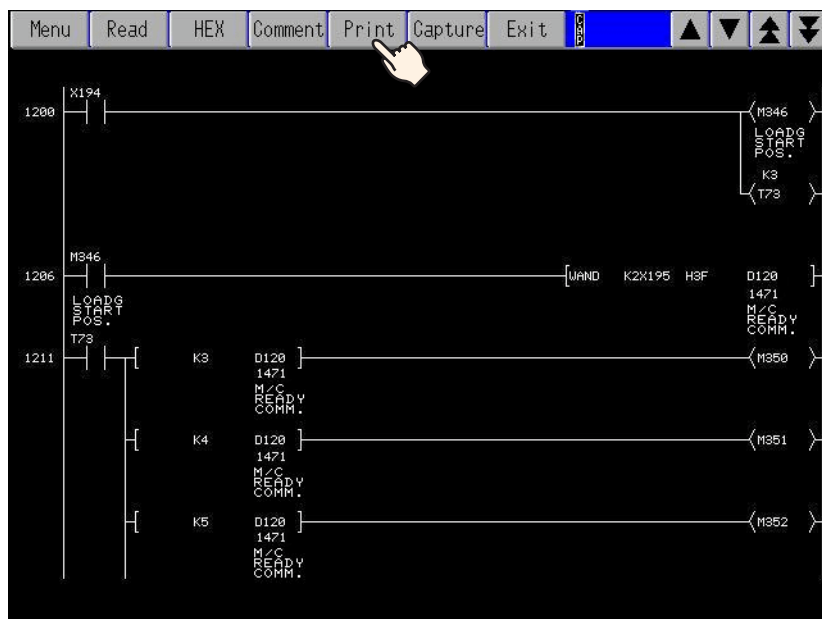 Menu Read HEX Comment Print Capture Exit CAP
X194
1200 M346
LOADG
START
POS.
K3
T73
M346
1206 WAND K2X195 H3F D120
LOADG
START
POS.
1471
M/C
READY
COMM.
T73
1211 K3 D120 M350
1471
M/C
READY
COMM.
K4 D120 M351
1471
M/C
READY
COMM.
K5 D120 M352
1471
M/C
READY
COMM.